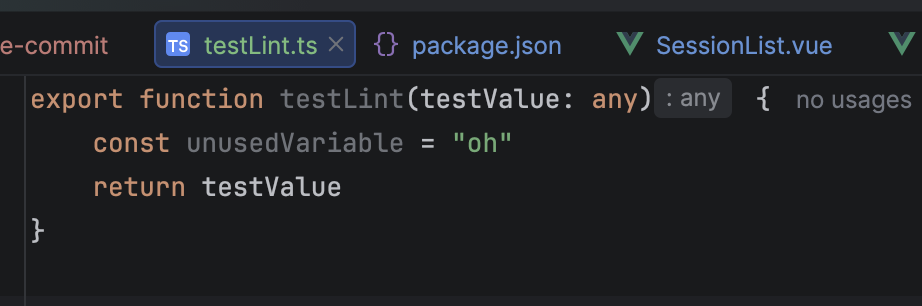 e-commit TS testLint.ts × {} package.json SessionList.vue
export function testLint(testValue: any) : any { no usages
    const unusedVariable = "oh"
    return testValue
}